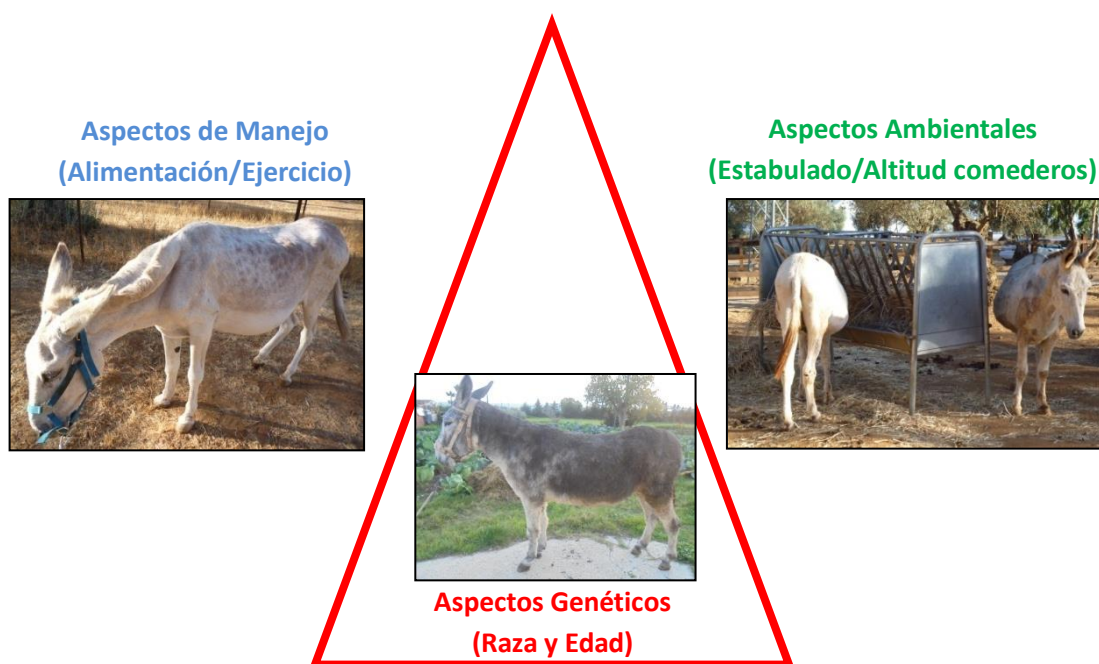 Aspectos de Manejo
(Alimentación/Ejercicio)
Aspectos Ambientales
(Estabulado/Altitud comederos)
Aspectos Genéticos
(Raza y Edad)